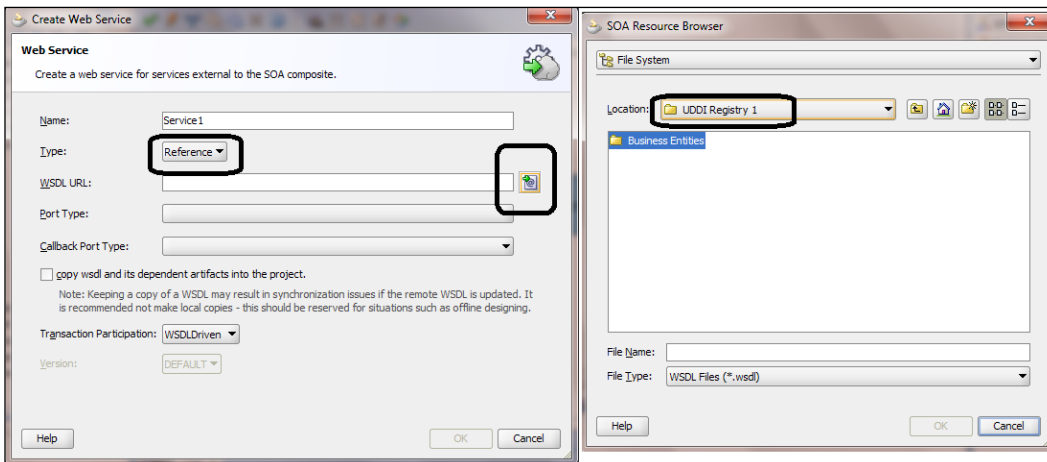 Create Web Service
Web Service
Create a web service for services external to the SOA composite.
Name: Service1
Type: Reference
WSDL URL:
Port Type:
Callback Port Type:
copy wsdl and its dependent artifacts into the project.
Note: Keeping a copy of a WSDL may result in synchronization issues if the remote WSDL is updated. It
is recommended not make local copies - this should be reserved for situations such as offline designing.
Transaction Participation: WSDLDriven
Version: DEFAULT
Help OK Cancel
SOA Resource Browser
File System
Location: UDDI Registry 1
Business Entities
File Name:
File Type: WSDL Files (*.wsdl)
Help OK Cancel